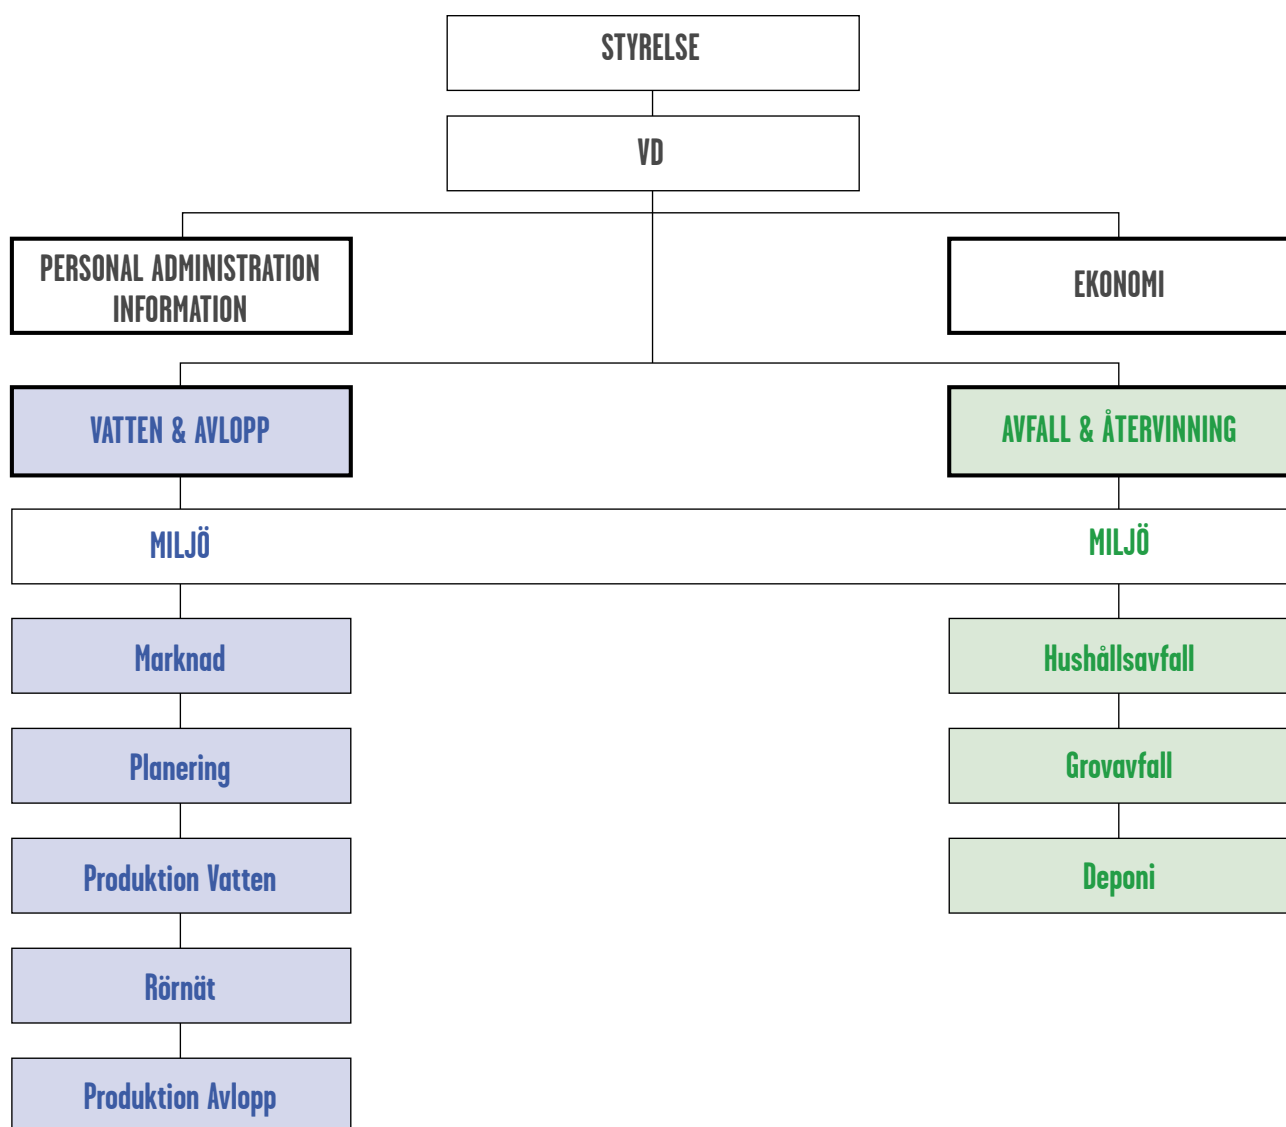 STYRELSE
VD
PERSONAL ADMINISTRATION
INFORMATION
EKONOMI
VATTEN & AVLOPP
AVFALL & ÅTERVINNING
MILJÖ
MILJÖ
Marknad
Hushållsavfall
Planering
Grovavfall
Produktion Vatten
Deponi
Rörnät
Produktion Avlopp